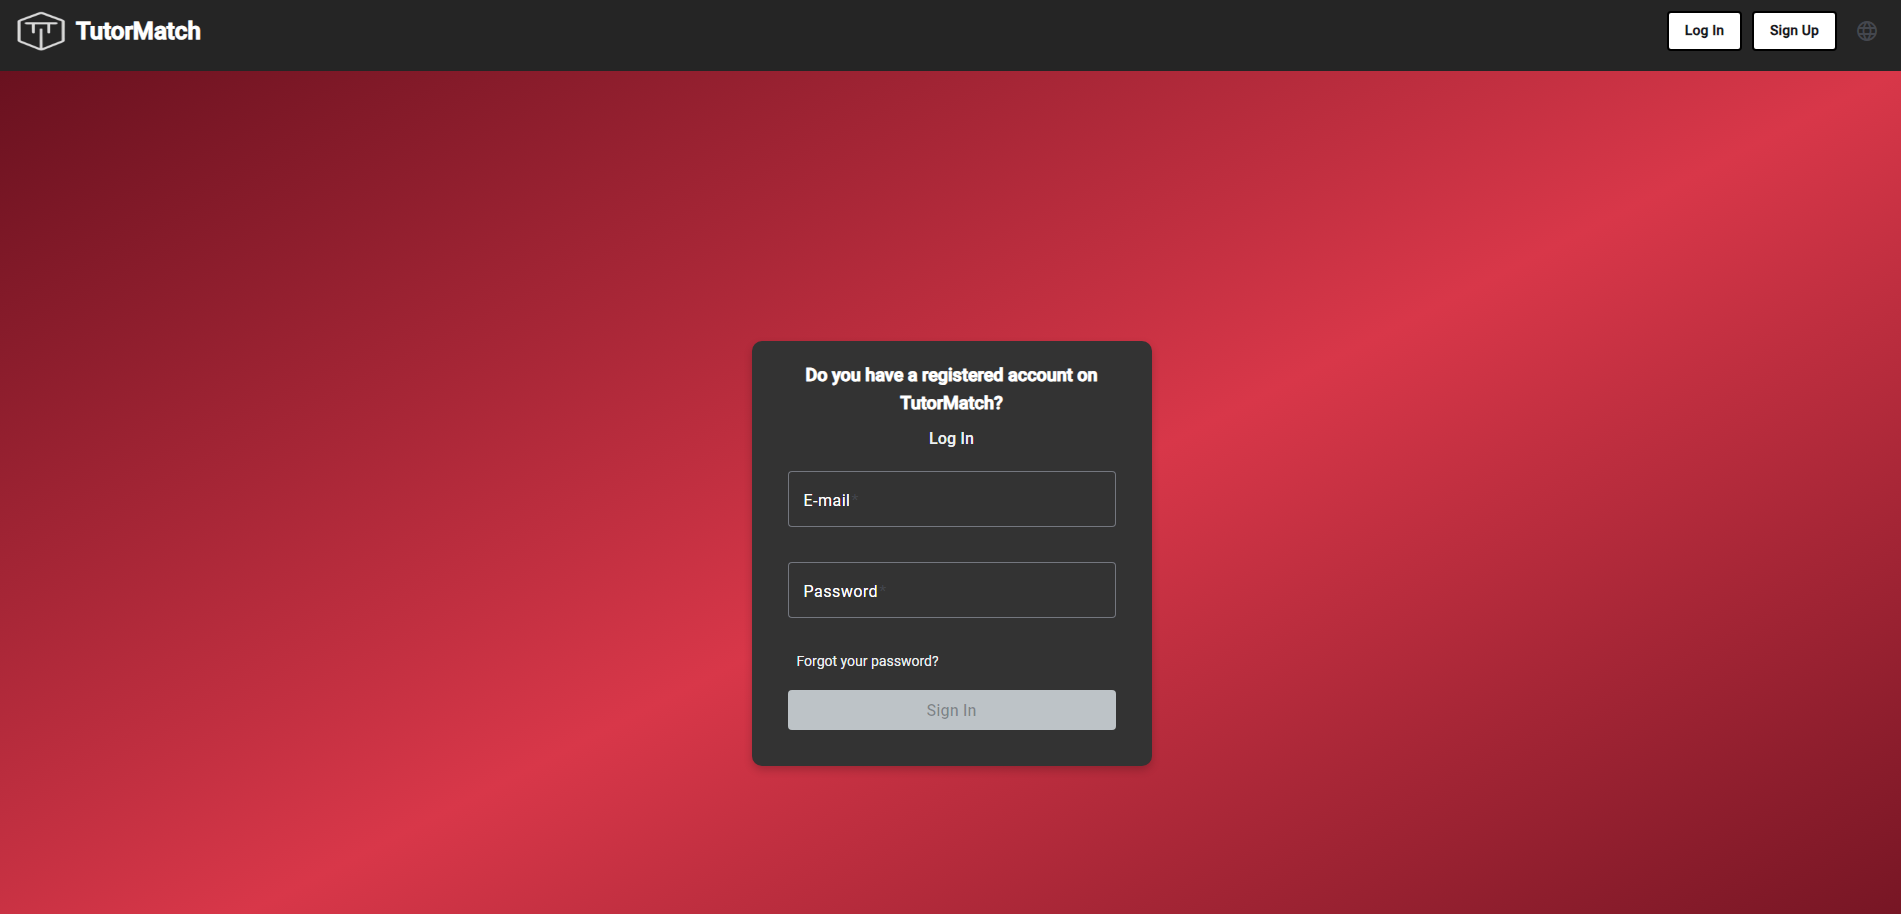 TutorMatch
Log In
Sign Up
Do you have a registered account on
TutorMatch?
Log In
E-mail *
Password *
Forgot your password?
Sign In